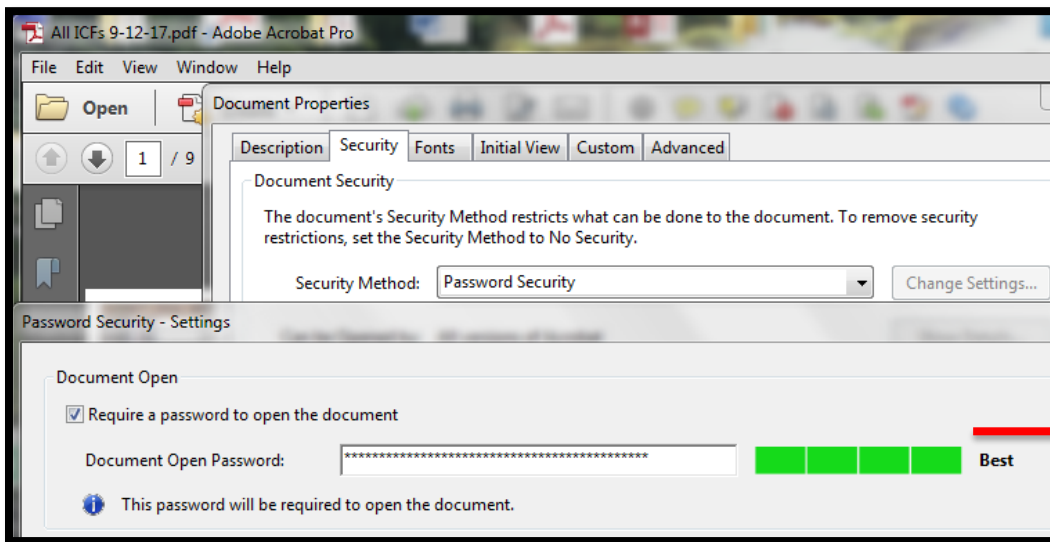 All ICFs 9-12-17.pdf - Adobe Acrobat Pro
File Edit View Window Help
Open
Document Properties
1 / 9
Description Security Fonts Initial View Custom Advanced
Document Security
The document's Security Method restricts what can be done to the document. To remove security
restrictions, set the Security Method to No Security.
Security Method: Password Security Change Settings...
Password Security - Settings
Document Open
Require a password to open the document
Document Open Password: ******************************************** Best
This password will be required to open the document.